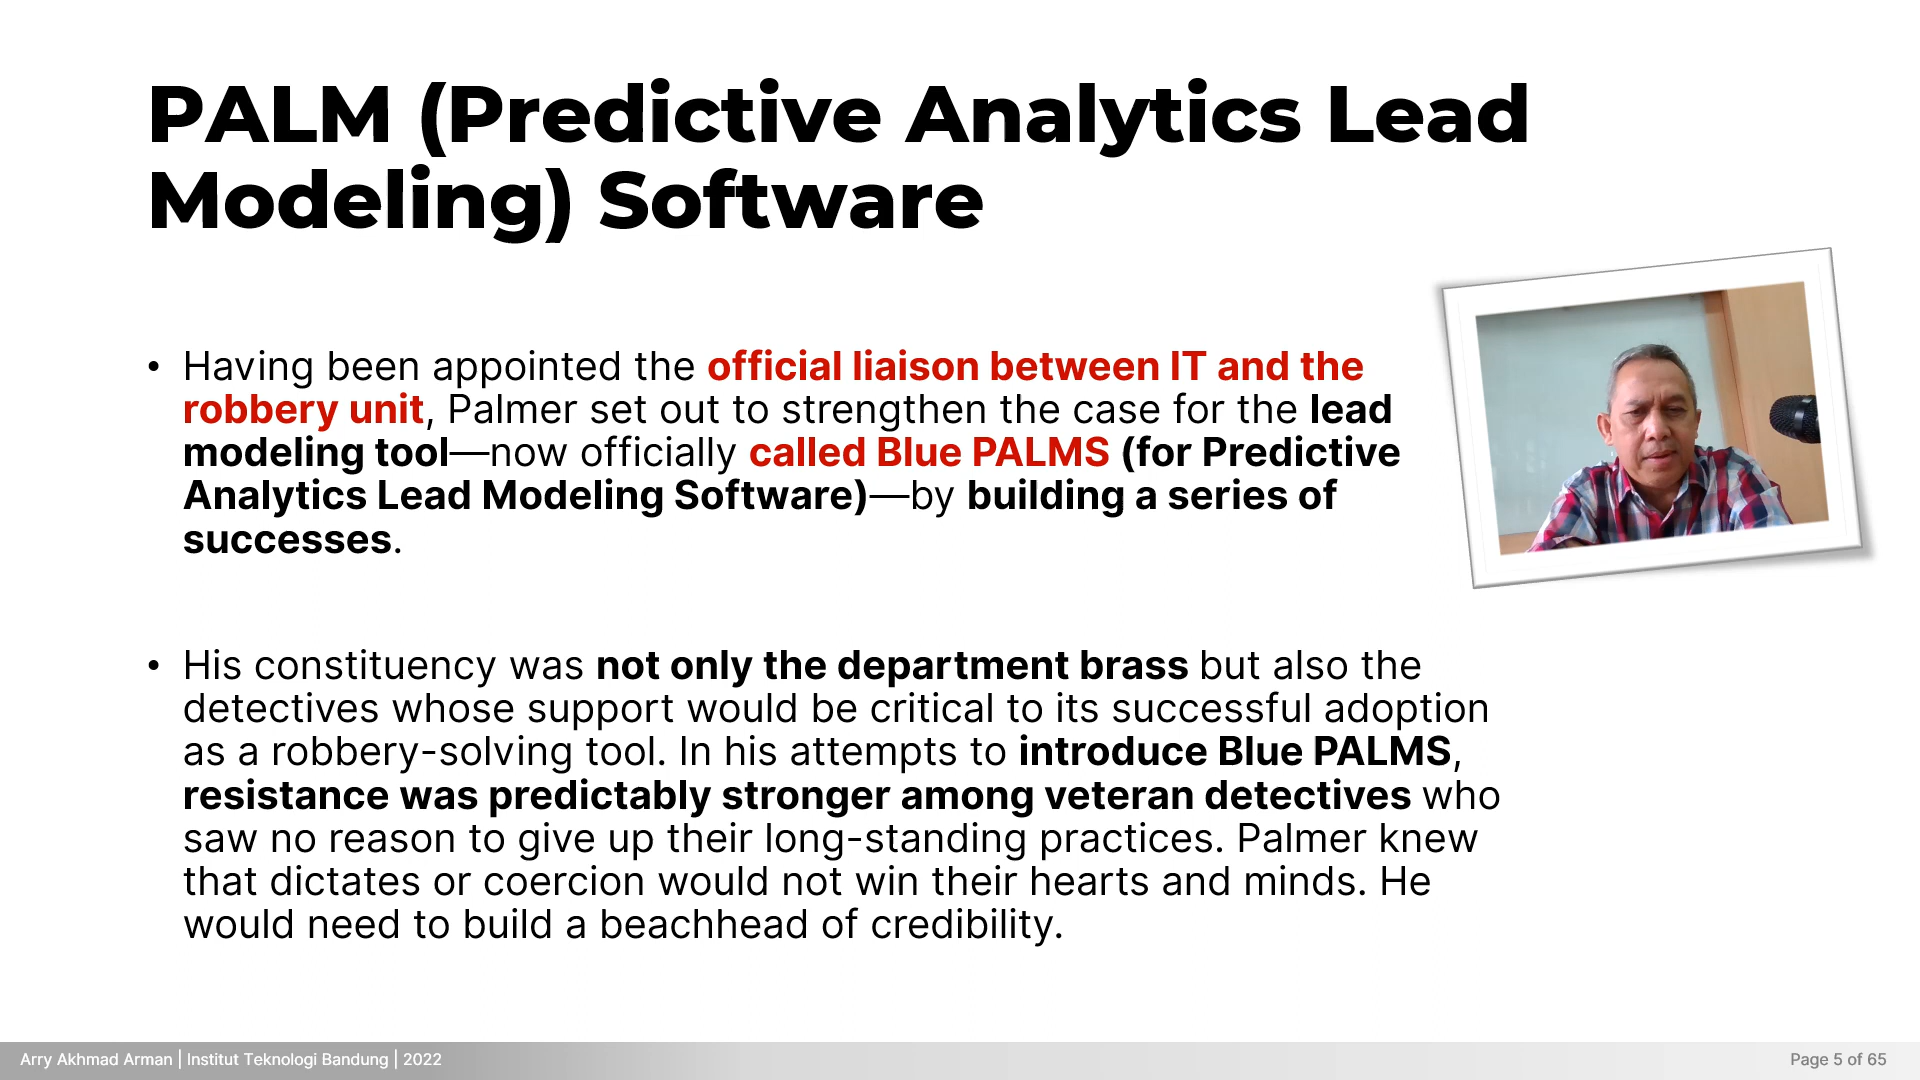 PALM (Predictive Analytics Lead
Modeling) Software
• Having been appointed the official liaison between IT and the
robbery unit, Palmer set out to strengthen the case for the lead
modeling tool—now officially called Blue PALMS (for Predictive
Analytics Lead Modeling Software)—by building a series of
successes.
• His constituency was not only the department brass but also the
detectives whose support would be critical to its successful adoption
as a robbery-solving tool. In his attempts to introduce Blue PALMS,
resistance was predictably stronger among veteran detectives who
saw no reason to give up their long-standing practices. Palmer knew
that dictates or coercion would not win their hearts and minds. He
would need to build a beachhead of credibility.
Arry Akhmad Arman | Institut Teknologi Bandung | 2022
Page 5 of 65